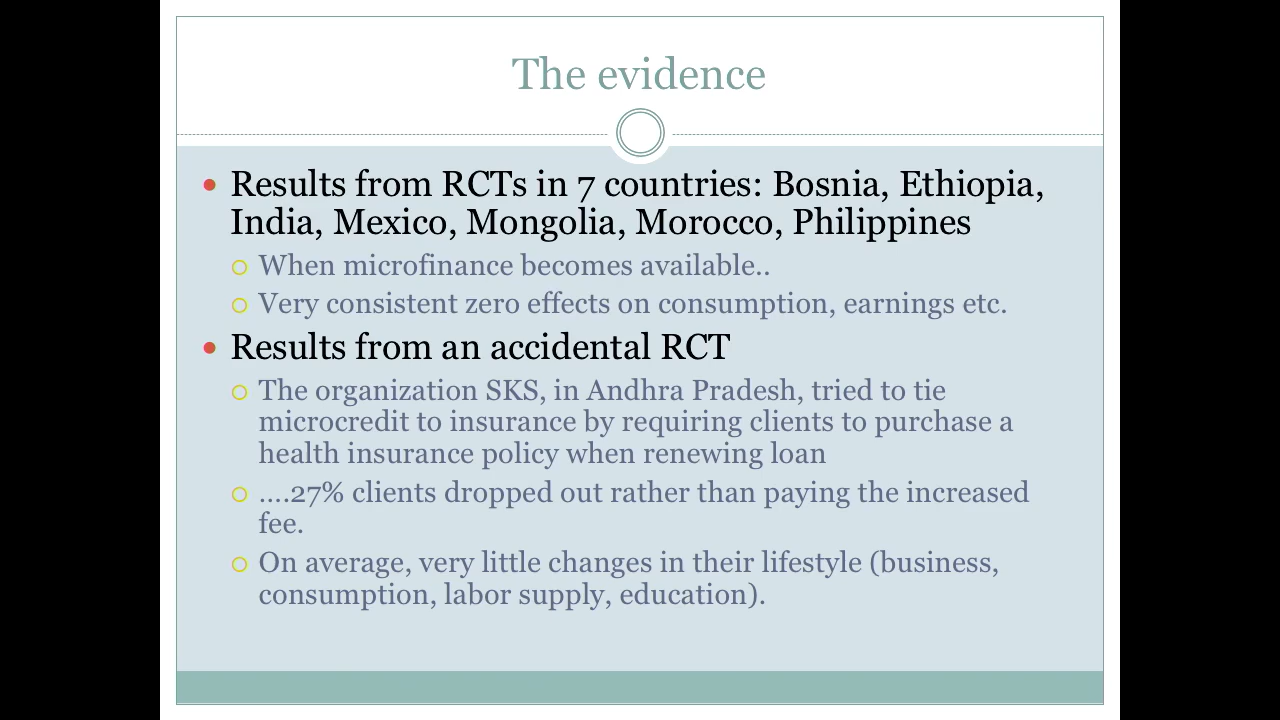 The evidence
Results from RCTs in 7 countries: Bosnia, Ethiopia,
India, Mexico, Mongolia, Morocco, Philippines
When microfinance becomes available..
Very consistent zero effects on consumption, earnings etc.
Results from an accidental RCT
The organization SKS, in Andhra Pradesh, tried to tie
microcredit to insurance by requiring clients to purchase a
health insurance policy when renewing loan
....27% clients dropped out rather than paying the increased
fee.
On average, very little changes in their lifestyle (business,
consumption, labor supply, education).